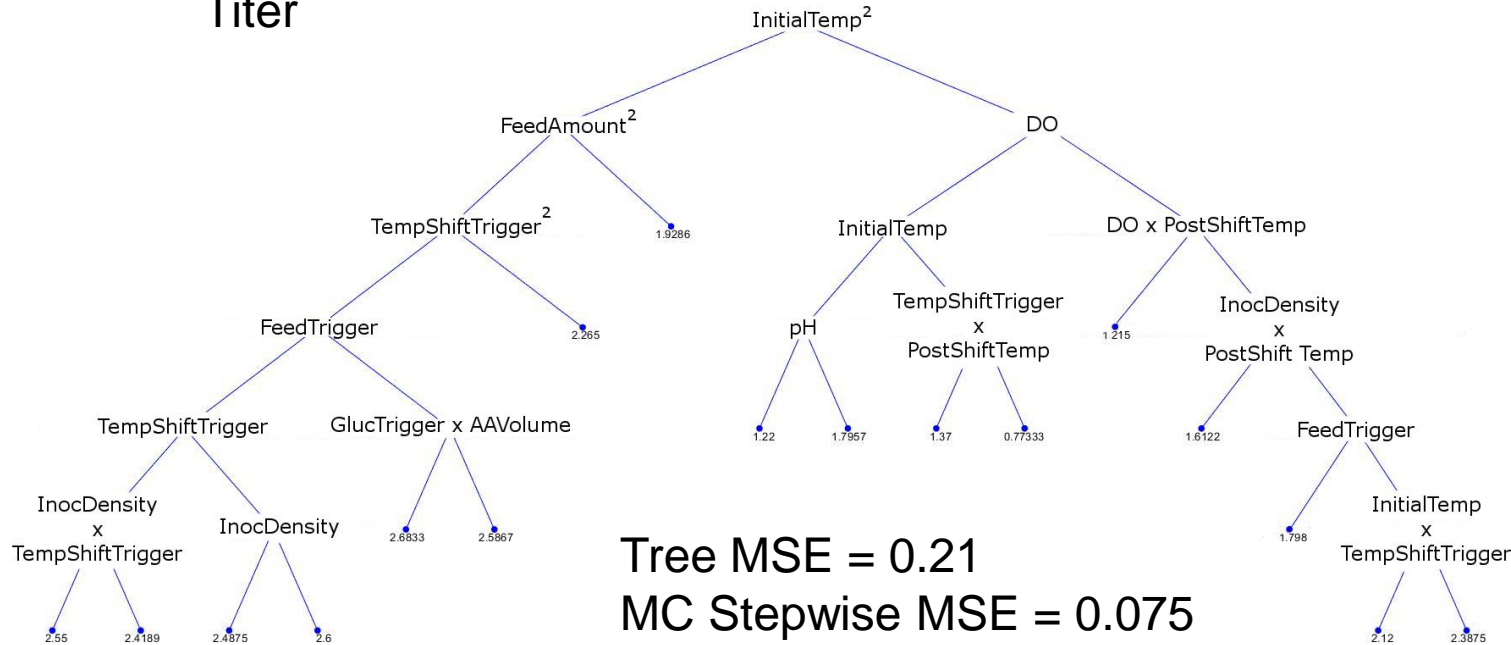 Titer
InitialTemp²
FeedAmount²
DO
TempShiftTrigger²
1.9286
InitialTemp
DO x PostShiftTemp
FeedTrigger
2.265
pH
TempShiftTrigger
x
PostShiftTemp
1 215
InocDensity
x
PostShift Temp
TempShiftTrigger
GlucTrigger x AAVolume
1.22
1.7957
1.37
0.77333
1.6122
FeedTrigger
InocDensity
x
TempShiftTrigger
InocDensity
2.6833
2.5867
1.798
InitialTemp
x
TempShiftTrigger
Tree MSE = 0.21
MC Stepwise MSE = 0.075
2.55
2.4189
2.4875
2.6
2.12
2.3875